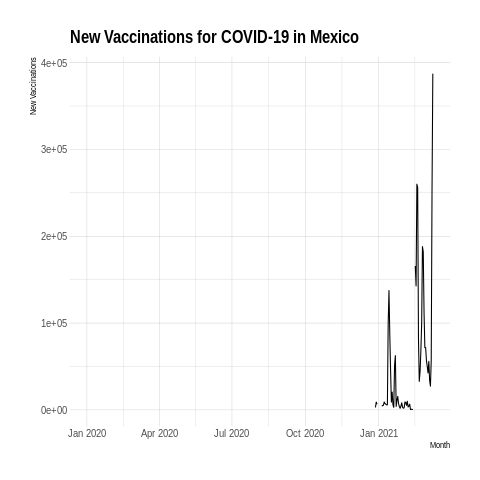 New Vaccinations for COVID-19 in Mexico
New Vaccinations
4e+05
3e+05
2e+05
1e+05
0e+00
Jan 2020 Apr 2020 Jul 2020 Oct 2020 Jan 2021
Month